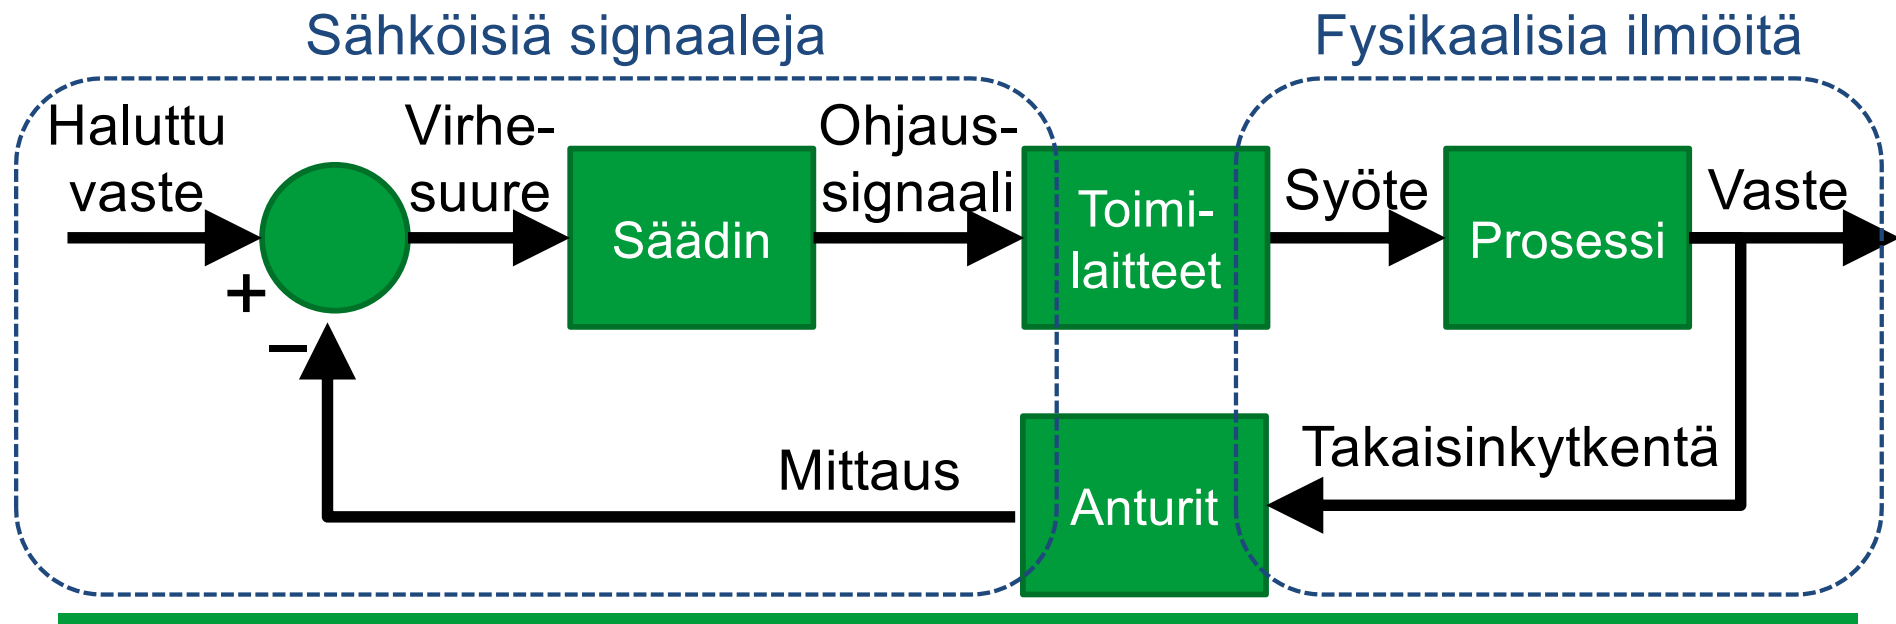 Sähköisiä signaaleja
Fysikaalisia ilmiöitä
Haluttu
vaste
Virhe-
suure
Ohjaus-
signaali
Syöte
Vaste
+
–
Säädin
Toimi-
laitteet
Prosessi
Mittaus
Anturit
Takaisinkytkentä